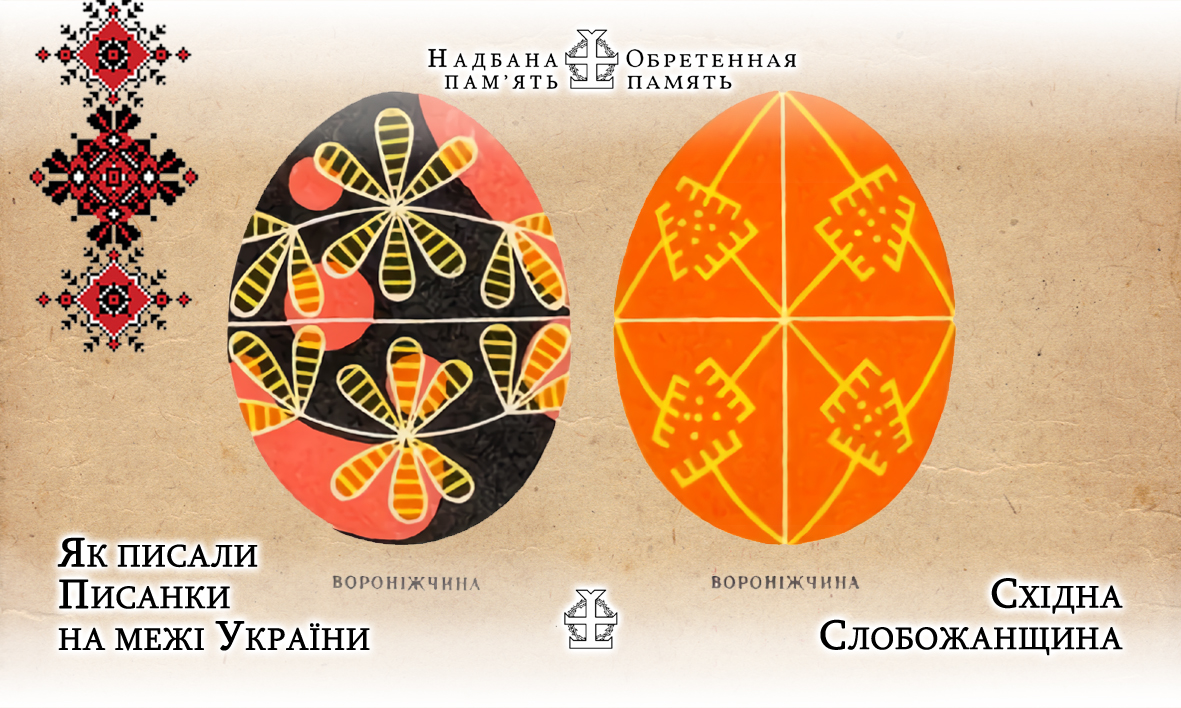 Надбана Обретенная
пам'ять память
ВОРОНІЖЧИНА ВОРОНІЖЧИНА
Як писали
Писанки
на межі України
Східна
Слобожанщина